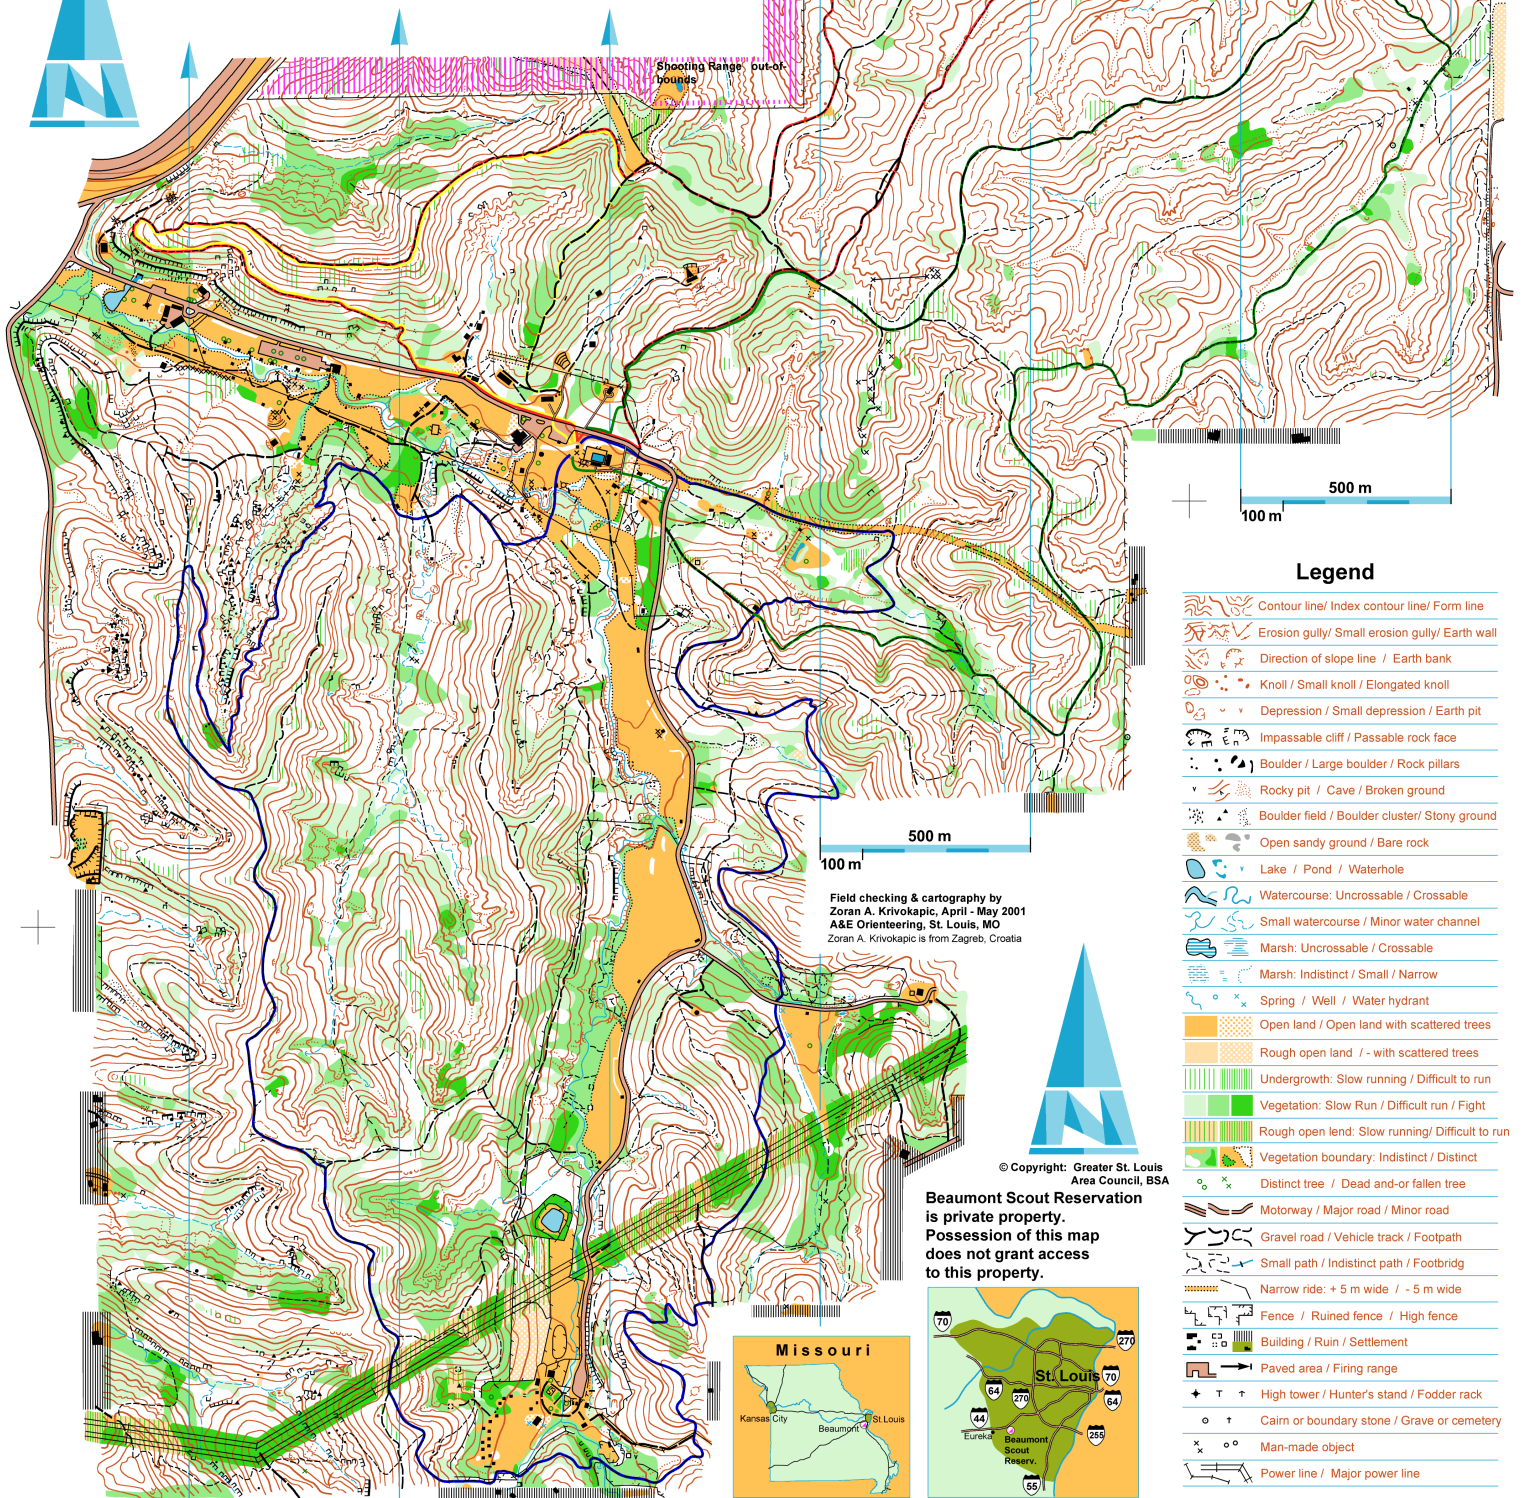 N
Shooting Range out-of-
bounds
500 m
100 m
Legend
Contour line/ Index contour line/ Form line
Erosion gully/ Small erosion gully/ Earth wall
Direction of slope line / Earth bank
Knoll / Small knoll / Elongated knoll
Depression / Small depression / Earth pit
Impassable cliff / Passable rock face
Boulder / Large boulder / Rock pillars
Rocky pit / Cave / Broken ground
Boulder field / Boulder cluster/ Stony ground
Open sandy ground / Bare rock
Lake / Pond / Waterhole
Watercourse: Uncrossable / Crossable
Small watercourse / Minor water channel
Marsh: Uncrossable / Crossable
Marsh: Indistinct / Small / Narrow
Spring / Well / Water hydrant
Open land / Open land with scattered trees
Rough open land / - with scattered trees
Undergrowth: Slow running / Difficult to run
Vegetation: Slow Run / Difficult run / Fight
Rough open lend: Slow running/ Difficult to run
Vegetation boundary: Indistinct / Distinct
Distinct tree / Dead and-or fallen tree
Motorway / Major road / Minor road
Gravel road / Vehicle track / Footpath
Small path / Indistinct path / Footbridg
Narrow ride: + 5 m wide / - 5 m wide
Fence / Ruined fence / High fence
Building / Ruin / Settlement
Paved area / Firing range
High tower / Hunter's stand / Fodder rack
Cairn or boundary stone / Grave or cemetery
Man-made object
Power line / Major power line
500 m
100 m
Field checking & cartography by
Zoran A. Krivokapic, April - May 2001
A&E Orienteering, St. Louis, MO
Zoran A. Krivokapic is from Zagreb, Croatia
N
© Copyright: Greater St. Louis
Area Council, BSA
Beaumont Scout Reservation
is private property.
Possession of this map
does not grant access
to this property.
Missouri
Kansas City
St.Louis
Beaumont
70
270
St. Louis
70
64
270
64
44
255
Eureka
Beaumont
Scout
Reserv.
55